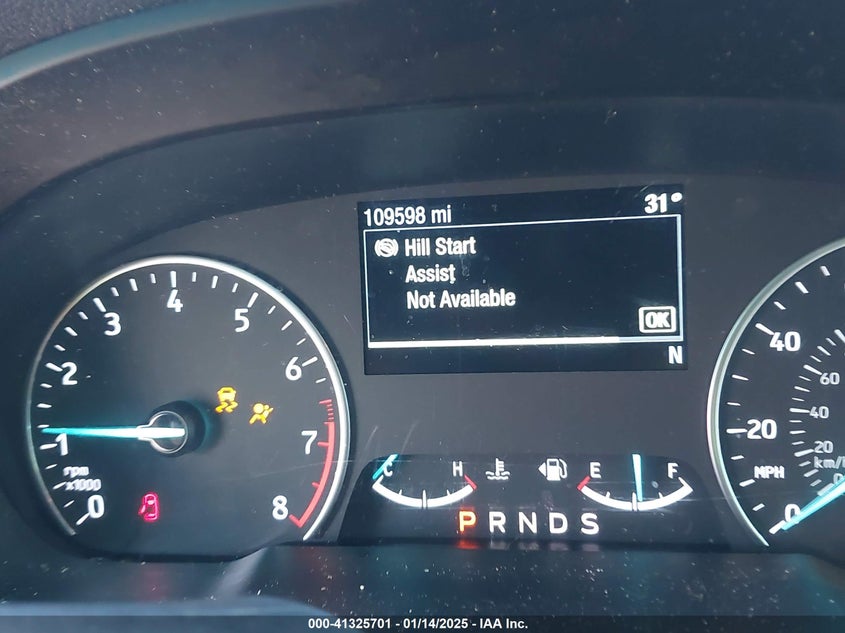 109598 mi 31°
Hill Start
Assist
Not Available
OK
N
0 1 2 3 4 5 6 7 8
rpm
x1000
C H E F
P R N D S
0 20 40
MPH
0 20 40 60
km/h
000-41325701 - 01/14/2025 - IAA Inc.